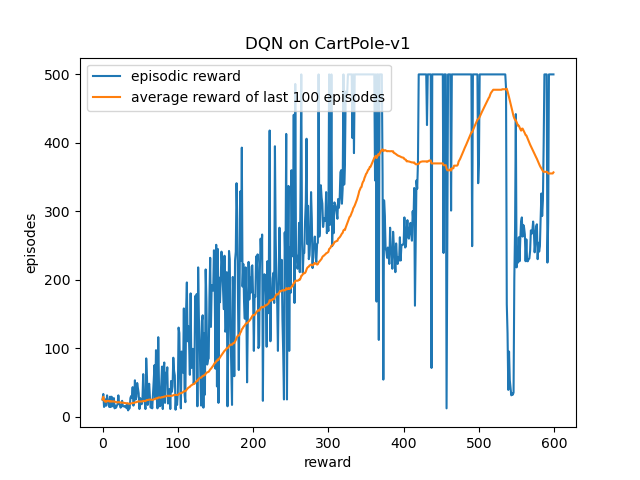 DQN on CartPole-v1
episodic reward
average reward of last 100 episodes
500
400
300
200
100
0
episodes
0 100 200 300 400 500 600
reward